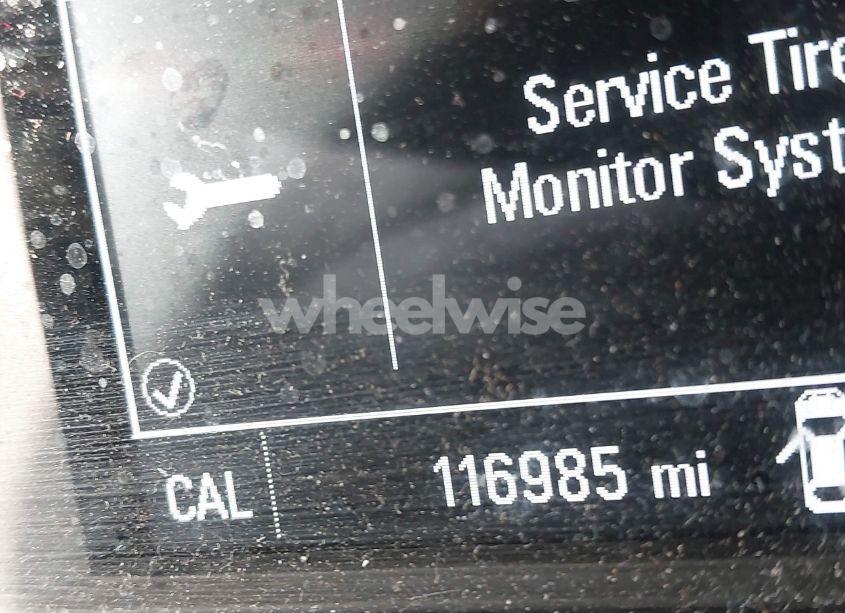 Service Tire
Monitor Syst
wheelwise
CAL 116985 mi